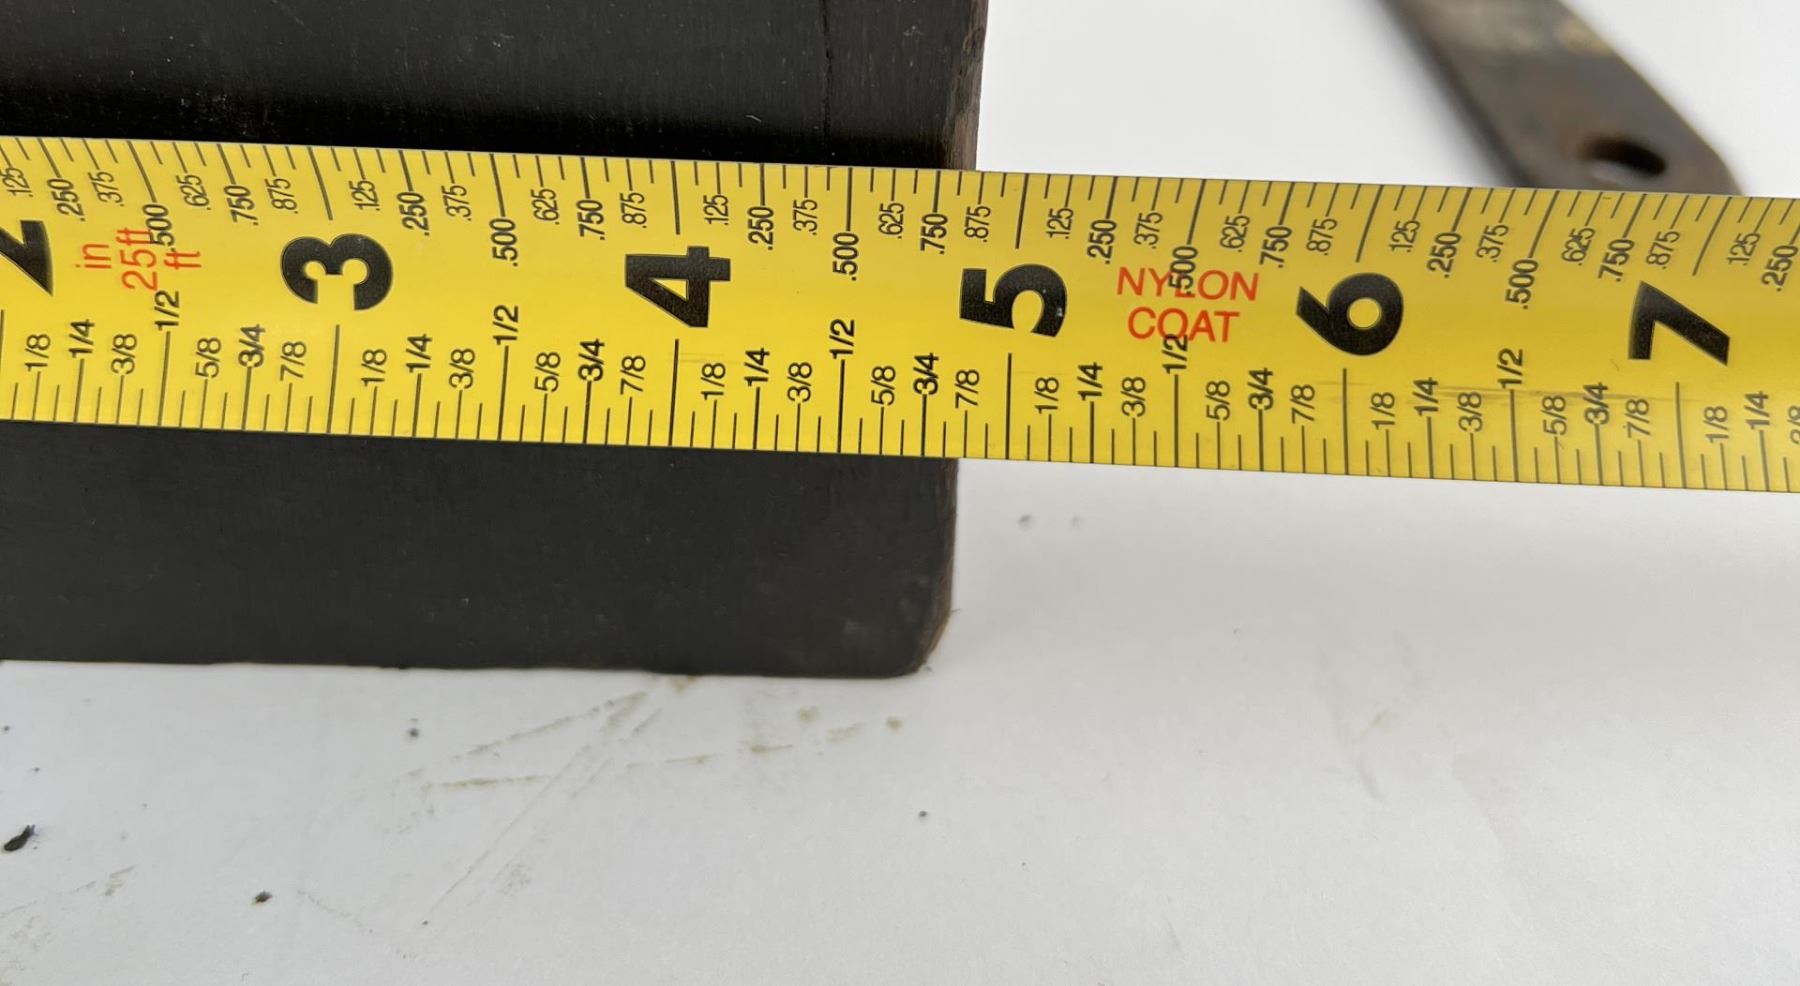 .125 .250 .375 .500 .625 .750 .875 .125 .250 .375 .500 .625 .750 .875 .125 .250 .375 .500 .625 .750 .875 .125 .250 .375 .500 .625 .750 .875 .125 .250 .375 .500 .625 .750 .875 .125 .250
2 in 25ft ft 3 4 5 NYLON 6 7
COAT
1/8 1/4 3/8 1/2 5/8 3/4 7/8 1/8 1/4 3/8 1/2 5/8 3/4 7/8 1/8 1/4 3/8 1/2 5/8 3/4 7/8 1/8 1/4 3/8 1/2 5/8 3/4 7/8 1/8 1/4 3/8 1/2 5/8 3/4 7/8 1/8 1/4 3/8